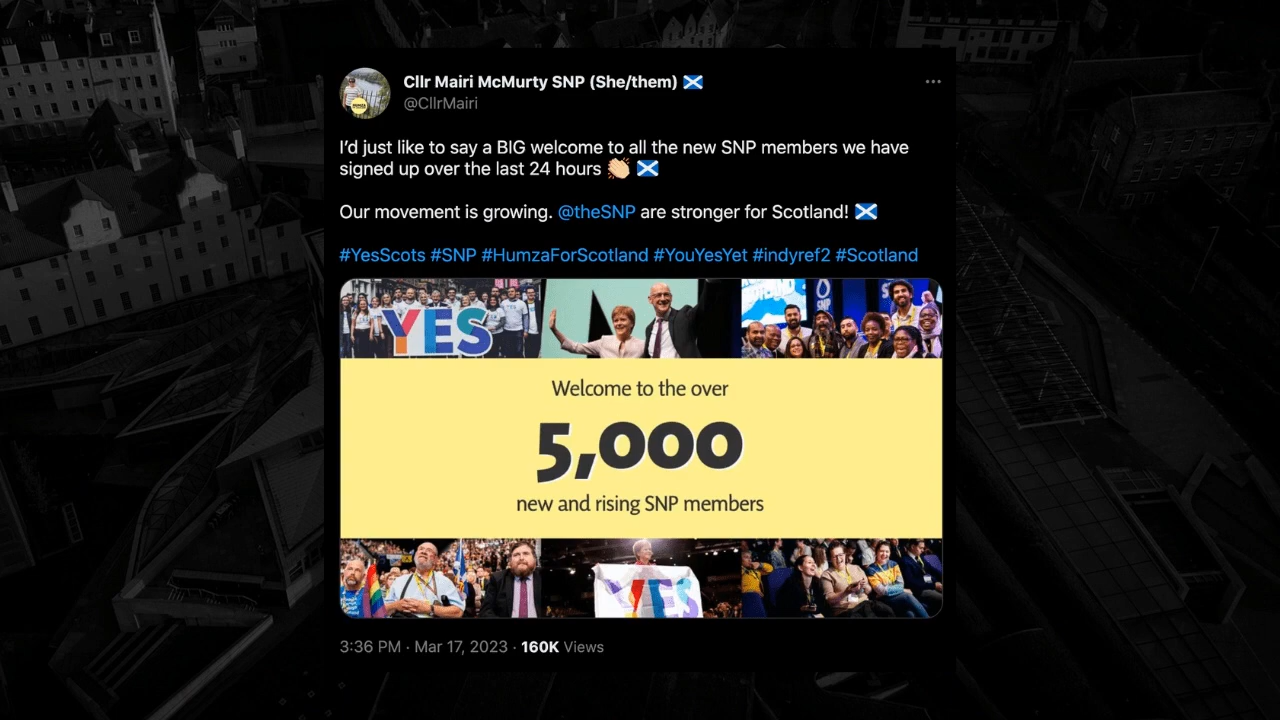 Cllr Mairi McMurty SNP (She/them) 🏴󠁧󠁢󠁳󠁣󠁴󠁿
@CllrMairi
I'd just like to say a BIG welcome to all the new SNP members we have
signed up over the last 24 hours 👏🏻 🏴󠁧󠁢󠁳󠁣󠁴󠁿
Our movement is growing. @theSNP are stronger for Scotland! 🏴󠁧󠁢󠁳󠁣󠁴󠁿
#YesScots #SNP #HumzaForScotland #YouYesYet #indyref2 #Scotland
YES
SNP
Welcome to the over
5,000
new and rising SNP members
YES
3:36 PM · Mar 17, 2023 · 160K Views